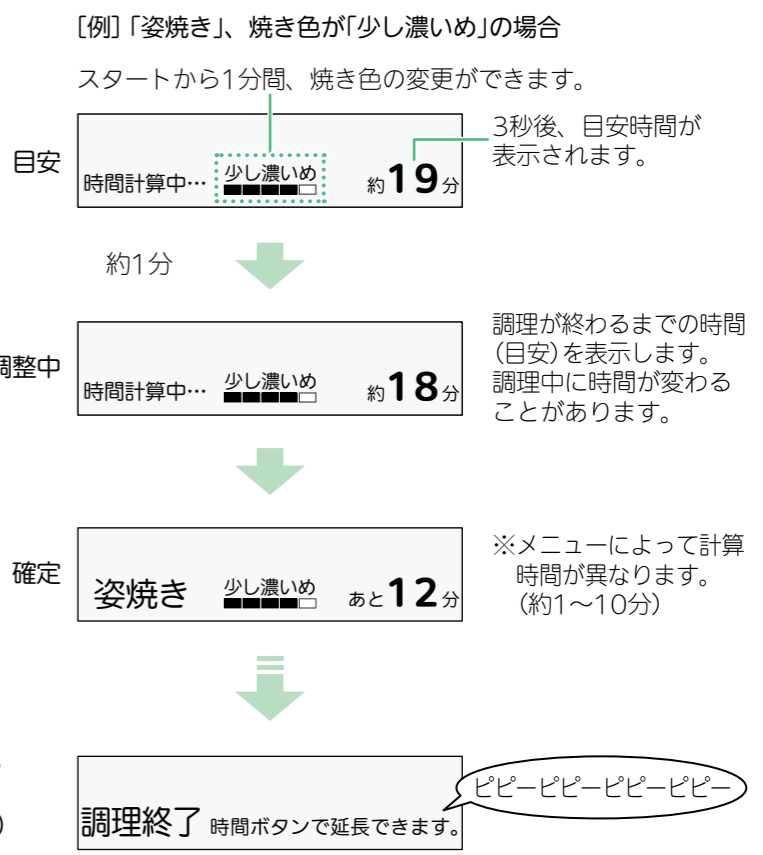 [例]「姿焼き」、焼き色が「少し濃いめ」の場合
スタートから1分間、焼き色の変更ができます。
目安
時間計算中… 少し濃いめ 約19分
3秒後、目安時間が
表示されます。
約1分
調整中
時間計算中… 少し濃いめ 約18分
調理が終わるまでの時間
(目安)を表示します。
調理中に時間が変わる
ことがあります。
確定
姿焼き 少し濃いめ あと12分
※メニューによって計算
時間が異なります。
(約1〜10分)
ピピーピピーピピーピピー
)
調理終了 時間ボタンで延長できます。